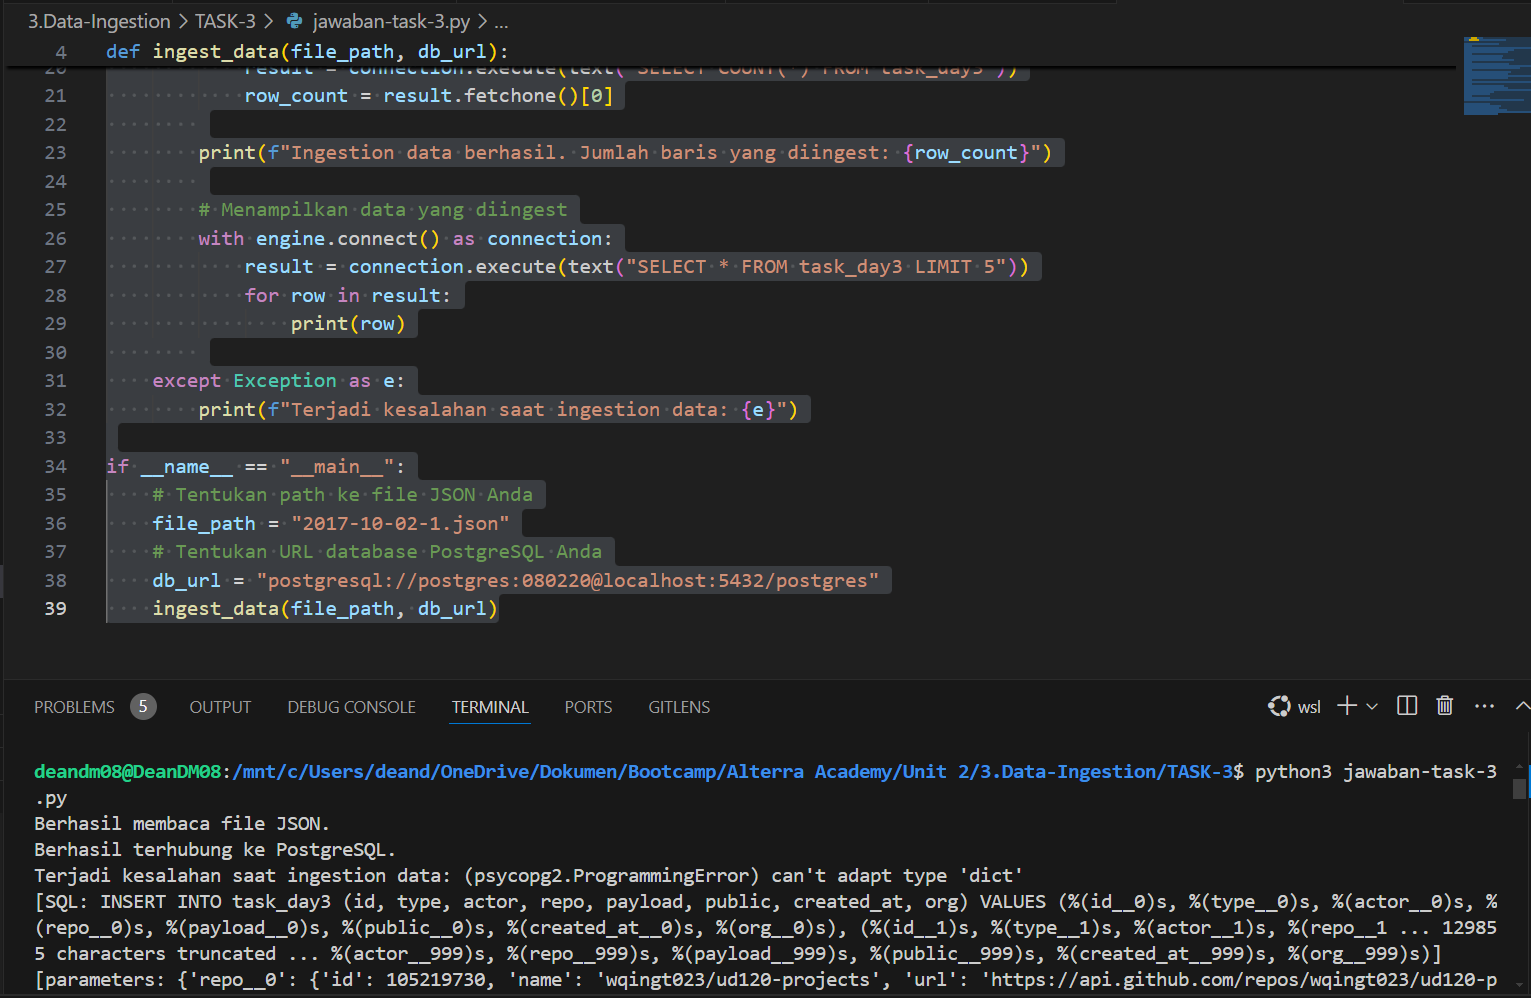 3.Data-Ingestion > TASK-3 > jawaban-task-3.py > ...
4 def ingest_data(file_path, db_url):
20 result = connection.execute(text("SELECT COUNT(*) FROM task_day3"))
21 row_count = result.fetchone()[0]
22
23 print(f"Ingestion data berhasil. Jumlah baris yang diingest: {row_count}")
24
25 # Menampilkan data yang diingest
26 with engine.connect() as connection:
27 result = connection.execute(text("SELECT * FROM task_day3 LIMIT 5"))
28 for row in result:
29 print(row)
30
31 except Exception as e:
32 print(f"Terjadi kesalahan saat ingestion data: {e}")
33
34 if __name__ == "__main__":
35 # Tentukan path ke file JSON Anda
36 file_path = "2017-10-02-1.json"
37 # Tentukan URL database PostgreSQL Anda
38 db_url = "postgresql://postgres:080220@localhost:5432/postgres"
39 ingest_data(file_path, db_url)
PROBLEMS 5 OUTPUT DEBUG CONSOLE TERMINAL PORTS GITLENS wsl
deandm08@DeanDM08:/mnt/c/Users/deand/OneDrive/Dokumen/Bootcamp/Alterra Academy/Unit 2/3.Data-Ingestion/TASK-3$ python3 jawaban-task-3
.py
Berhasil membaca file JSON.
Berhasil terhubung ke PostgreSQL.
Terjadi kesalahan saat ingestion data: (psycopg2.ProgrammingError) can't adapt type 'dict'
[SQL: INSERT INTO task_day3 (id, type, actor, repo, payload, public, created_at, org) VALUES (%(id__0)s, %(type__0)s, %(actor__0)s, %
(repo__0)s, %(payload__0)s, %(public__0)s, %(created_at__0)s, %(org__0)s), (%(id__1)s, %(type__1)s, %(actor__1)s, %(repo__1 ... 12985
5 characters truncated ... %(actor__999)s, %(repo__999)s, %(payload__999)s, %(public__999)s, %(created_at__999)s, %(org__999)s)]
[parameters: {'repo__0': {'id': 105219730, 'name': 'wqingt023/ud120-projects', 'url': 'https://api.github.com/repos/wqingt023/ud120-p